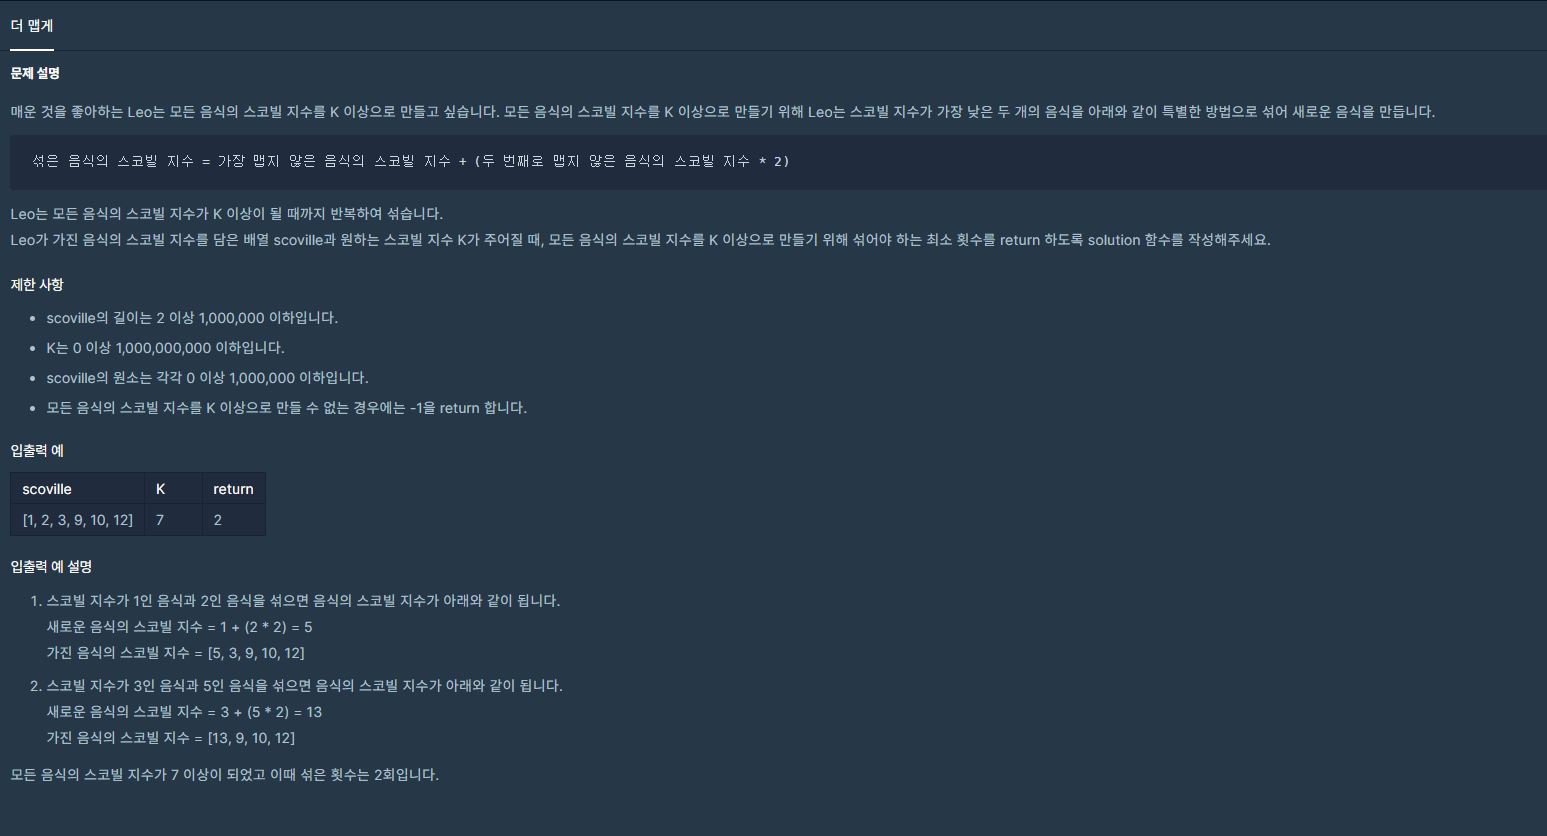 더 맵게
문제 설명
매운 것을 좋아하는 Leo는 모든 음식의 스코빌 지수를 K 이상으로 만들고 싶습니다. 모든 음식의 스코빌 지수를 K 이상으로 만들기 위해 Leo는 스코빌 지수가 가장 낮은 두 개의 음식을 아래와 같이 특별한 방법으로 섞어 새로운 음식을 만듭니다.
섞은 음식의 스코빌 지수 = 가장 맵지 않은 음식의 스코빌 지수 + (두 번째로 맵지 않은 음식의 스코빌 지수 * 2)
Leo는 모든 음식의 스코빌 지수가 K 이상이 될 때까지 반복하여 섞습니다.
Leo가 가진 음식의 스코빌 지수를 담은 배열 scoville과 원하는 스코빌 지수 K가 주어질 때, 모든 음식의 스코빌 지수를 K 이상으로 만들기 위해 섞어야 하는 최소 횟수를 return 하도록 solution 함수를 작성해주세요.
제한 사항
• scoville의 길이는 2 이상 1,000,000 이하입니다.
• K는 0 이상 1,000,000,000 이하입니다.
• scoville의 원소는 각각 0 이상 1,000,000 이하입니다.
• 모든 음식의 스코빌 지수를 K 이상으로 만들 수 없는 경우에는 -1을 return 합니다.
입출력 예
scoville K return
[1, 2, 3, 9, 10, 12] 7 2
입출력 예 설명
1. 스코빌 지수가 1인 음식과 2인 음식을 섞으면 음식의 스코빌 지수가 아래와 같이 됩니다.
새로운 음식의 스코빌 지수 = 1 + (2 * 2) = 5
가진 음식의 스코빌 지수 = [5, 3, 9, 10, 12]
2. 스코빌 지수가 3인 음식과 5인 음식을 섞으면 음식의 스코빌 지수가 아래와 같이 됩니다.
새로운 음식의 스코빌 지수 = 3 + (5 * 2) = 13
가진 음식의 스코빌 지수 = [13, 9, 10, 12]
모든 음식의 스코빌 지수가 7 이상이 되었고 이때 섞은 횟수는 2회입니다.